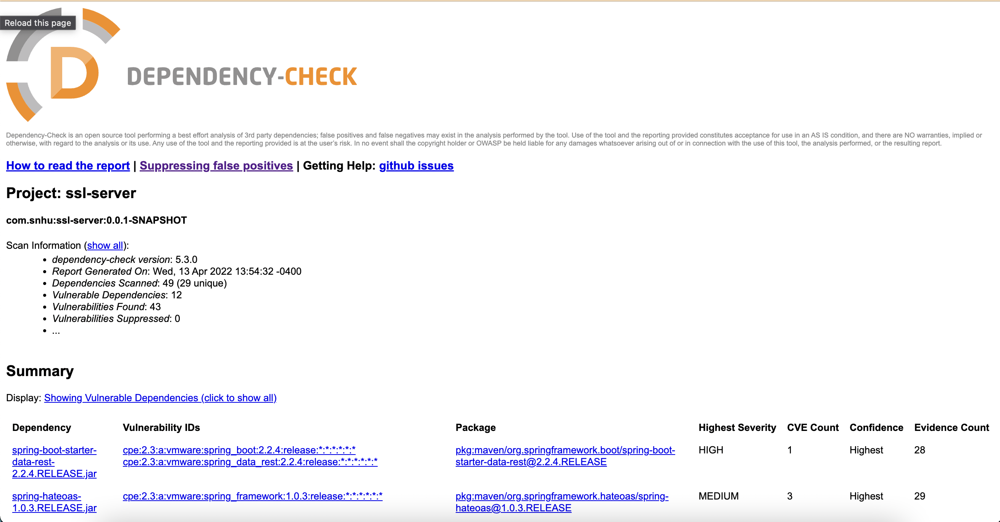 Reload this page
D
DEPENDENCY-CHECK
Dependency-Check is an open source tool performing a best effort analysis of 3rd party dependencies; false positives and false negatives may exist in the analysis performed by the tool. Use of the tool and the reporting provided constitutes acceptance for use in an AS IS condition, and there are NO warranties, implied or
otherwise, with regard to the analysis or its use. Any use of the tool and the reporting provided is at the user’s risk. In no event shall the copyright holder or OWASP be held liable for any damages whatsoever arising out of or in connection with the use of this tool, the analysis performed, or the resulting report.
How to read the report | Suppressing false positives | Getting Help: github issues
Project: ssl-server
com.snhu:ssl-server:0.0.1-SNAPSHOT
Scan Information (show all):
• dependency-check version: 5.3.0
• Report Generated On: Wed, 13 Apr 2022 13:54:32 -0400
• Dependencies Scanned: 49 (29 unique)
• Vulnerable Dependencies: 12
• Vulnerabilities Found: 43
• Vulnerabilities Suppressed: 0
• ...
Summary
Display: Showing Vulnerable Dependencies (click to show all)
Dependency Vulnerability IDs Package Highest Severity CVE Count Confidence Evidence Count
spring-boot-starter- cpe:2.3:a:vmware:spring_boot:2.2.4:release:*:*:*:*:*:* pkg:maven/org.springframework.boot/spring-boot- HIGH 1 Highest 28
data-rest- cpe:2.3:a:vmware:spring_data_rest:2.2.4:release:*:*:*:*:*:* starter-data-rest@2.2.4.RELEASE
2.2.4.RELEASE.jar
spring-hateoas- cpe:2.3:a:vmware:spring_framework:1.0.3:release:*:*:*:*:*:* pkg:maven/org.springframework.hateoas/spring- MEDIUM 3 Highest 29
1.0.3.RELEASE.jar hateoas@1.0.3.RELEASE